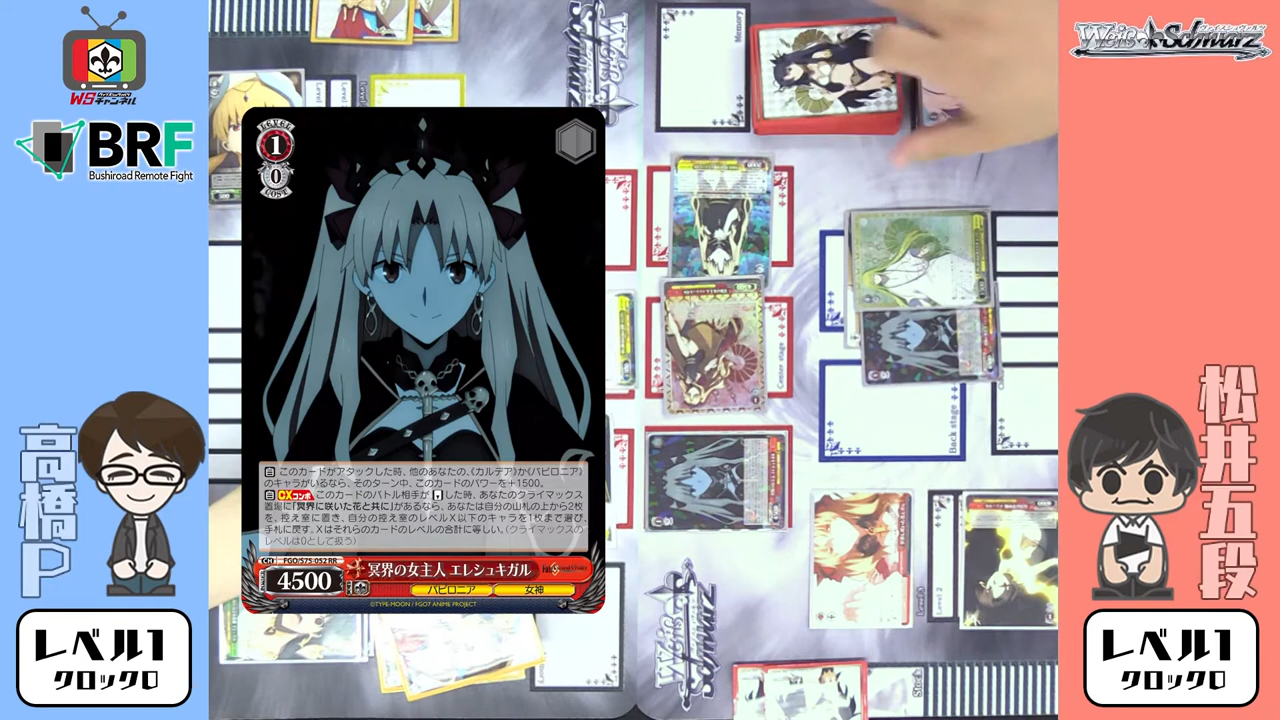 WSチャンネル
BRF
Bushiroad Remote Fight
Weiß Schwarz
Memory
LEVEL
1
0
COST
このカードがアタックした時、他のあなたの、《カルデア》か《バビロニア》
のキャラがいるなら、そのターン中、このカードのパワーを＋1500。
CXコンボ このカードのバトル相手が した時、あなたのクライマックス
置場に「冥界に咲いた花と共に」があるなら、あなたは自分の山札の上から2枚
を、控え室に置き、自分の控え室のレベルX以下のキャラを1枚まで選び、
手札に戻す。Xはそれらのカードのレベルの合計に等しい。（クライマックスの
レベルは0として扱う）
CH FGO/S75-052 RR
4500
冥界の女主人 エレシュキガル
バビロニア
女神
©TYPE-MOON / FGO7 ANIME PROJECT
Center stage
Back stage
Level 2
Stock
高橋P
レベル1
クロック0
松井五段
レベル1
クロック0